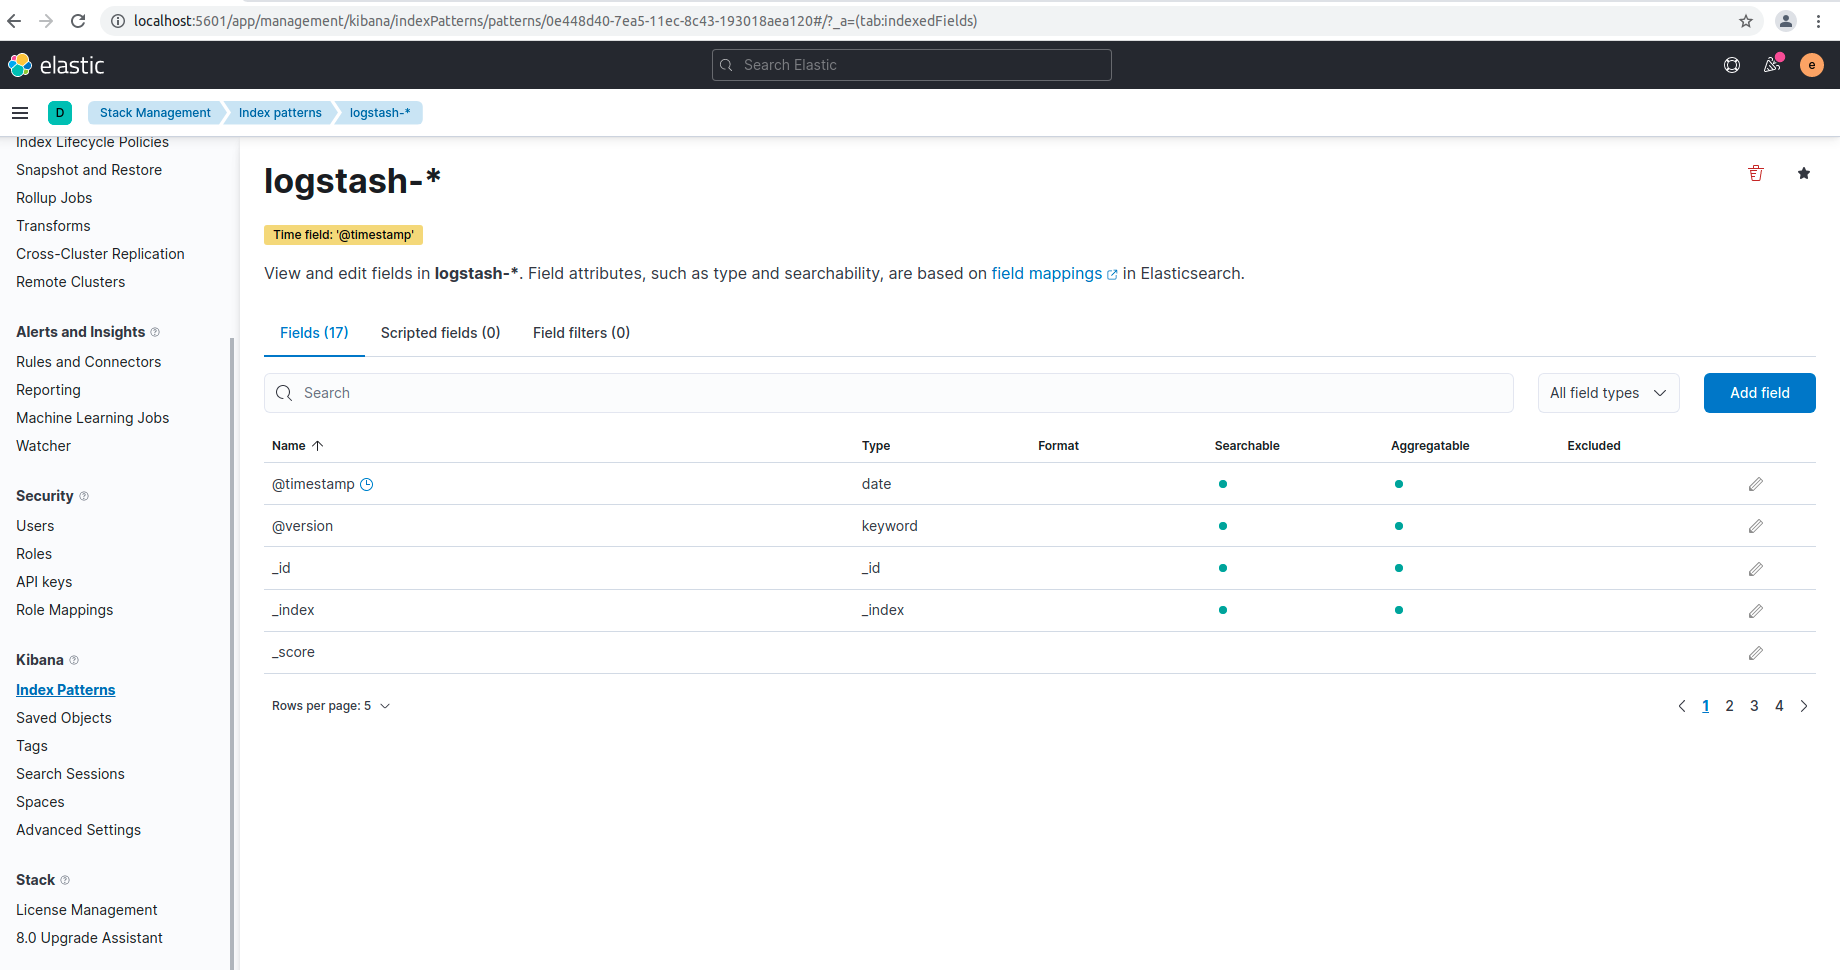 localhost:5601/app/management/kibana/indexPatterns/patterns/0e448d40-7ea5-11ec-8c43-193018aea120#/?_a=(tab:indexedFields)
elastic
Search Elastic
e
D
Stack Management
Index patterns
logstash-*
Index Lifecycle Policies
Snapshot and Restore
Rollup Jobs
Transforms
Cross-Cluster Replication
Remote Clusters
Alerts and Insights
Rules and Connectors
Reporting
Machine Learning Jobs
Watcher
Security
Users
Roles
API keys
Role Mappings
Kibana
Index Patterns
Saved Objects
Tags
Search Sessions
Spaces
Advanced Settings
Stack
License Management
8.0 Upgrade Assistant
logstash-*
Time field: '@timestamp'
View and edit fields in logstash-*. Field attributes, such as type and searchability, are based on field mappings in Elasticsearch.
Fields (17) Scripted fields (0) Field filters (0)
Search
All field types
Add field
Name Type Format Searchable Aggregatable Excluded
@timestamp date
@version keyword
_id _id
_index _index
_score
Rows per page: 5
1 2 3 4